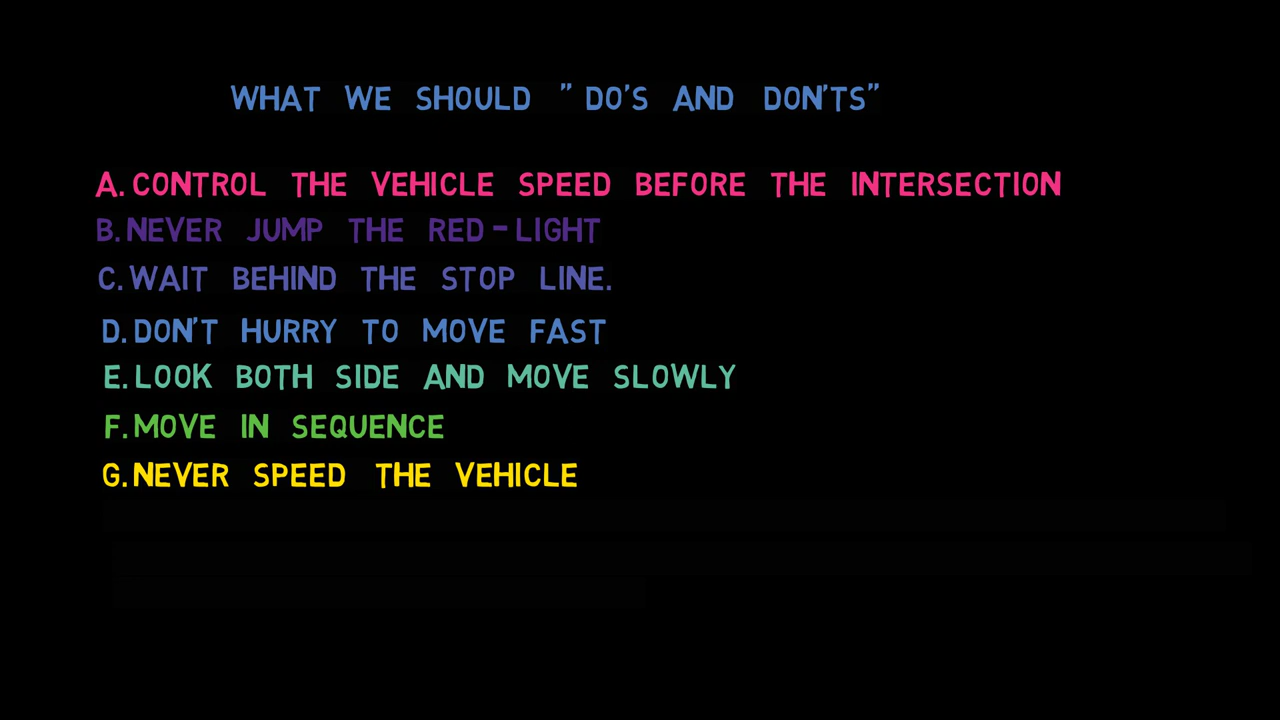 WHAT WE SHOULD " DO'S AND DON'TS"
A. CONTROL THE VEHICLE SPEED BEFORE THE INTERSECTION
B. NEVER JUMP THE RED-LIGHT
C. WAIT BEHIND THE STOP LINE.
D. DON'T HURRY TO MOVE FAST
E. LOOK BOTH SIDE AND MOVE SLOWLY
F. MOVE IN SEQUENCE
G. NEVER SPEED THE VEHICLE